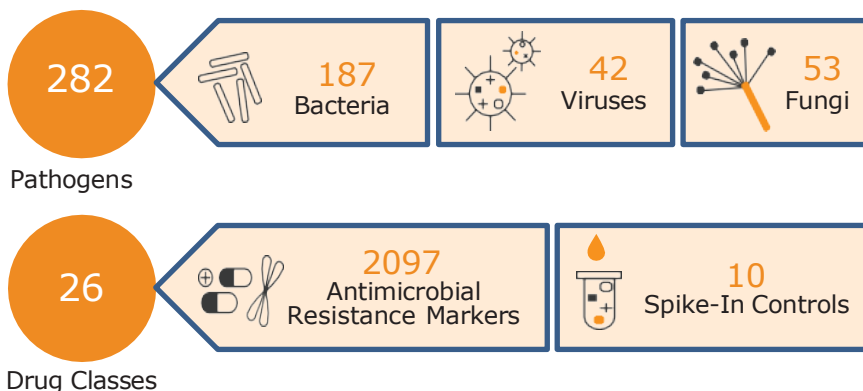 282
Pathogens
187
Bacteria
42
Viruses
53
Fungi
26
Drug Classes
2097
Antimicrobial
Resistance Markers
10
Spike-In Controls